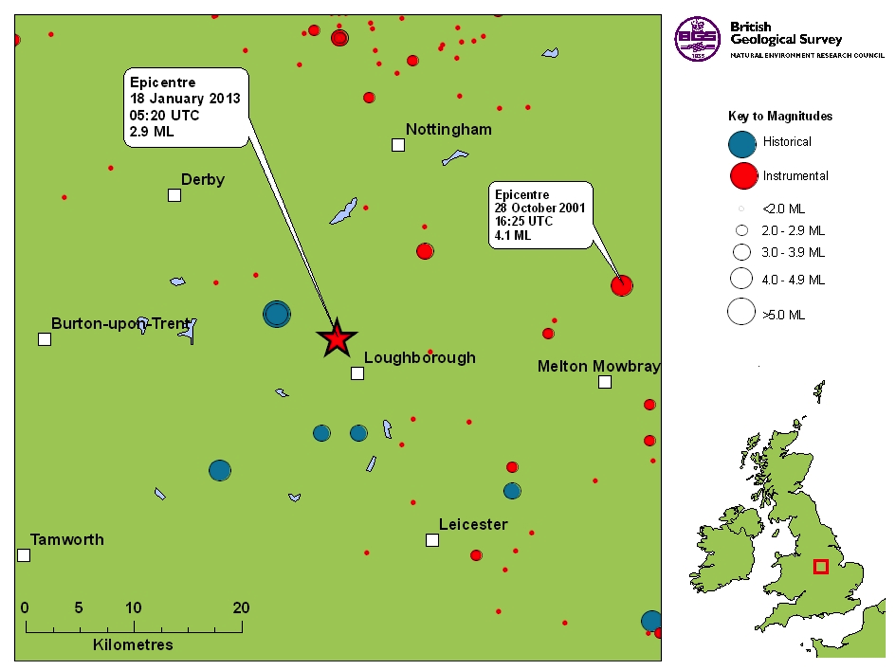 Epicentre
18 January 2013
05:20 UTC
2.9 ML
Nottingham
Derby
Epicentre
28 October 2001
16:25 UTC
4.1 ML
Burton-upon-Trent
Loughborough
Melton Mowbray
Leicester
Tamworth
0 5 10 20
Kilometres
BGS
1835
British
Geological Survey
NATURAL ENVIRONMENT RESEARCH COUNCIL
Key to Magnitudes
Historical
Instrumental
<2.0 ML
2.0 - 2.9 ML
3.0 - 3.9 ML
4.0 - 4.9 ML
>5.0 ML